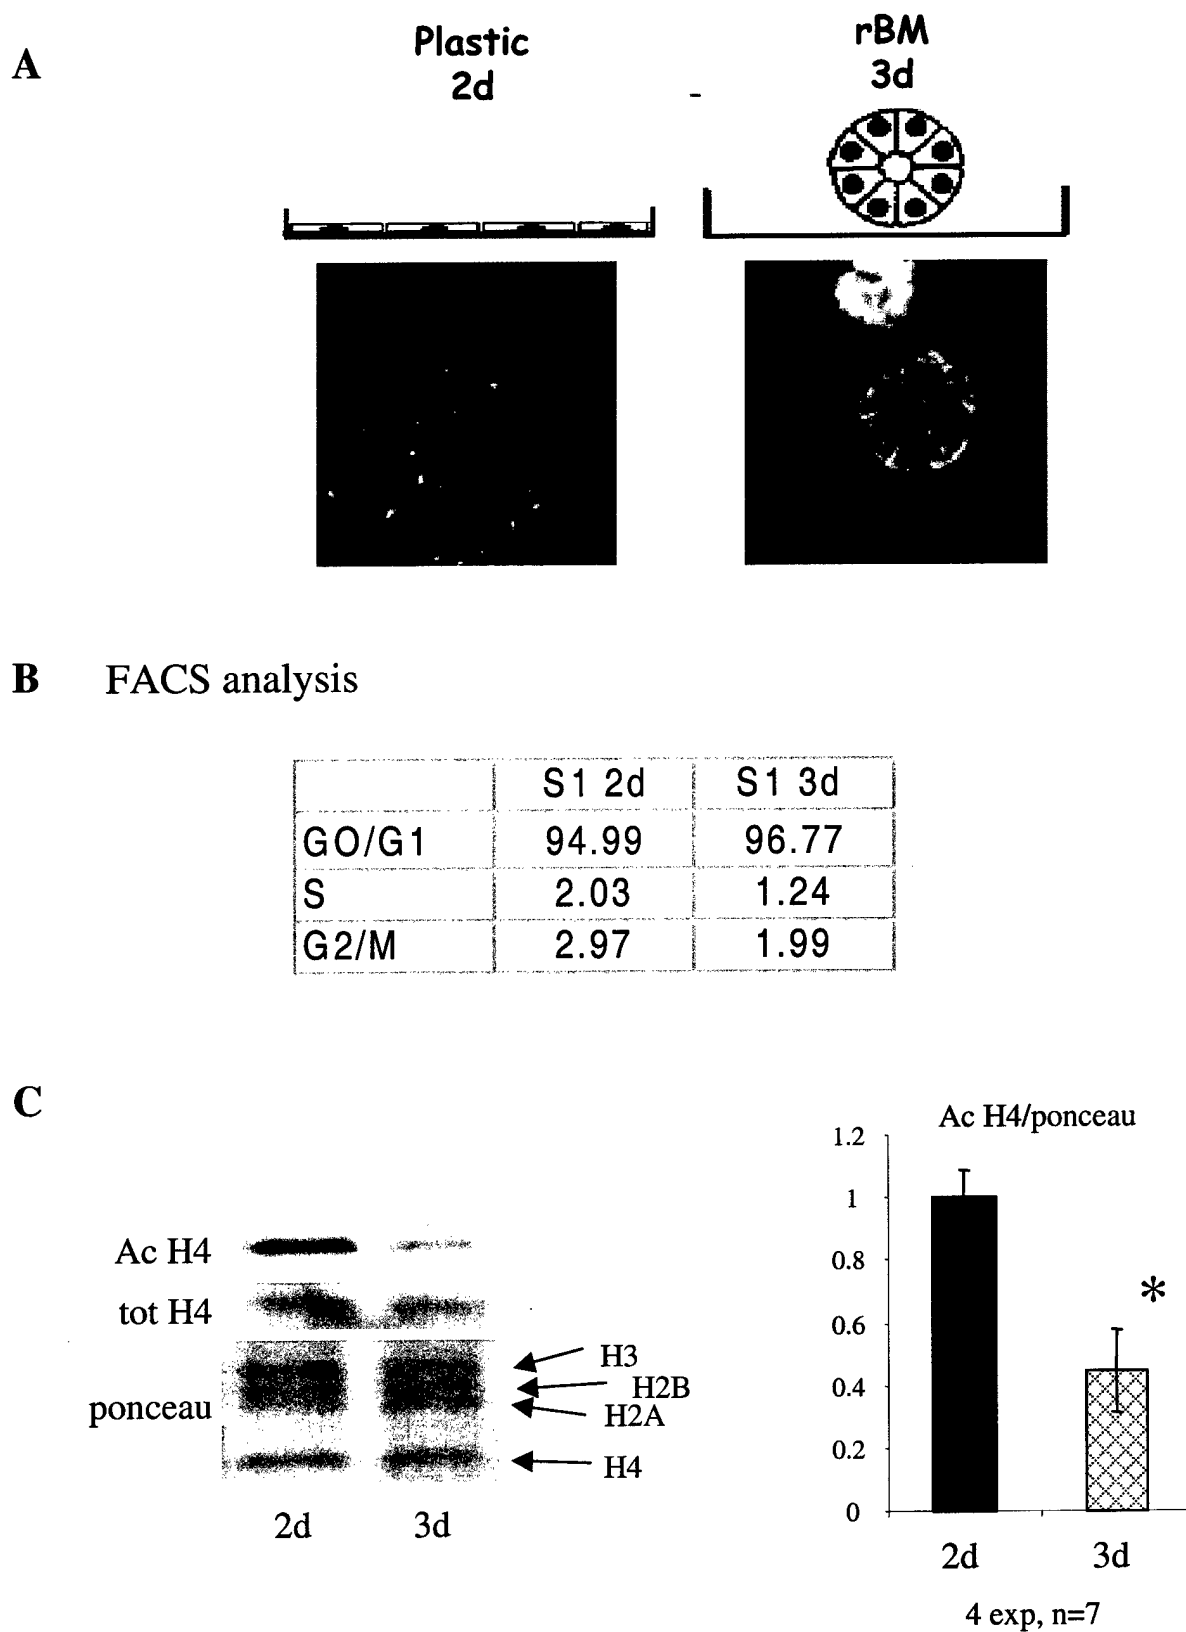 A
Plastic
2d
rBM
3d
B FACS analysis
S1 2d S1 3d
GO/G1 94.99 96.77
S 2.03 1.24
G2/M 2.97 1.99
C
Ac H4
tot H4
ponceau
H3
H2B
H2A
H4
2d 3d
Ac H4/ponceau
1.2
1
0.8
0.6
0.4
0.2
0
*
2d 3d
4 exp, n=7